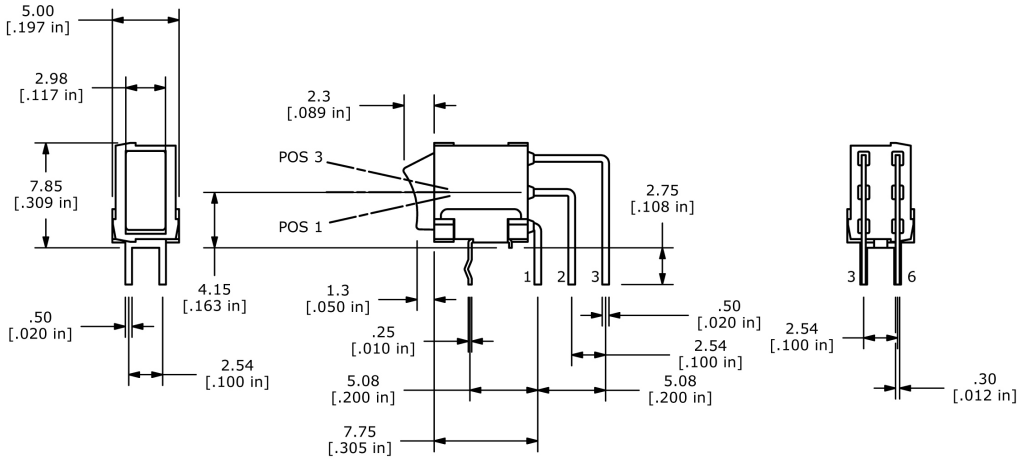 5.00
[.197 in]
2.98
[.117 in]
7.85
[.309 in]
4.15
[.163 in]
.50
[.020 in]
2.54
[.100 in]
2.3
[.089 in]
POS 3
POS 1
2.75
[.108 in]
1 2 3
1.3
[.050 in]
.25
[.010 in]
.50
[.020 in]
2.54
[.100 in]
5.08
[.200 in]
5.08
[.200 in]
7.75
[.305 in]
3 6
2.54
[.100 in]
.30
[.012 in]